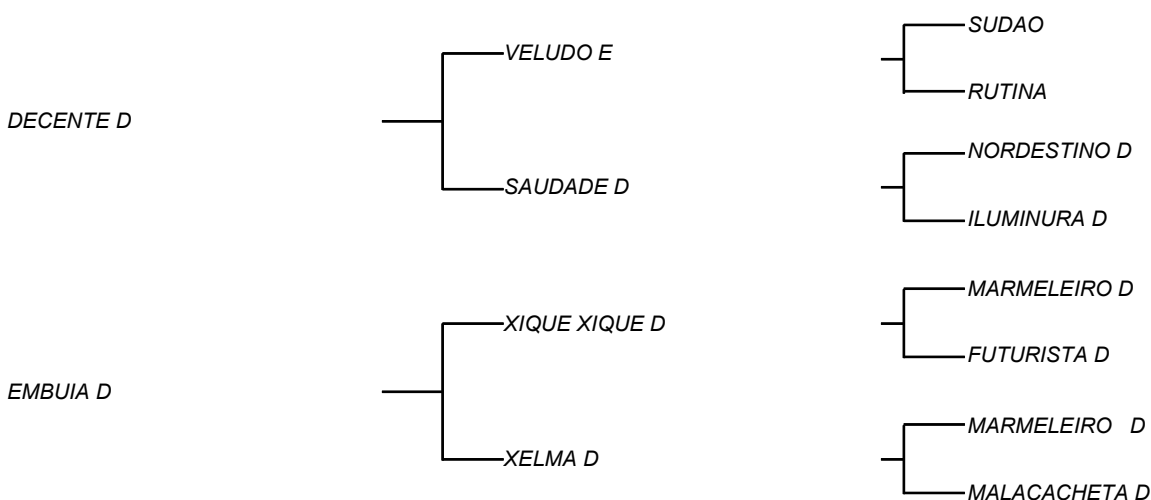 SUDAO
VELUDO E
RUTINA
DECENTE D
NORDESTINO D
SAUDADE D
ILUMINURA D
MARMELEIRO D
XIQUE XIQUE D
FUTURISTA D
EMBUIA D
MARMELEIRO D
XELMA D
MALACACHETA D